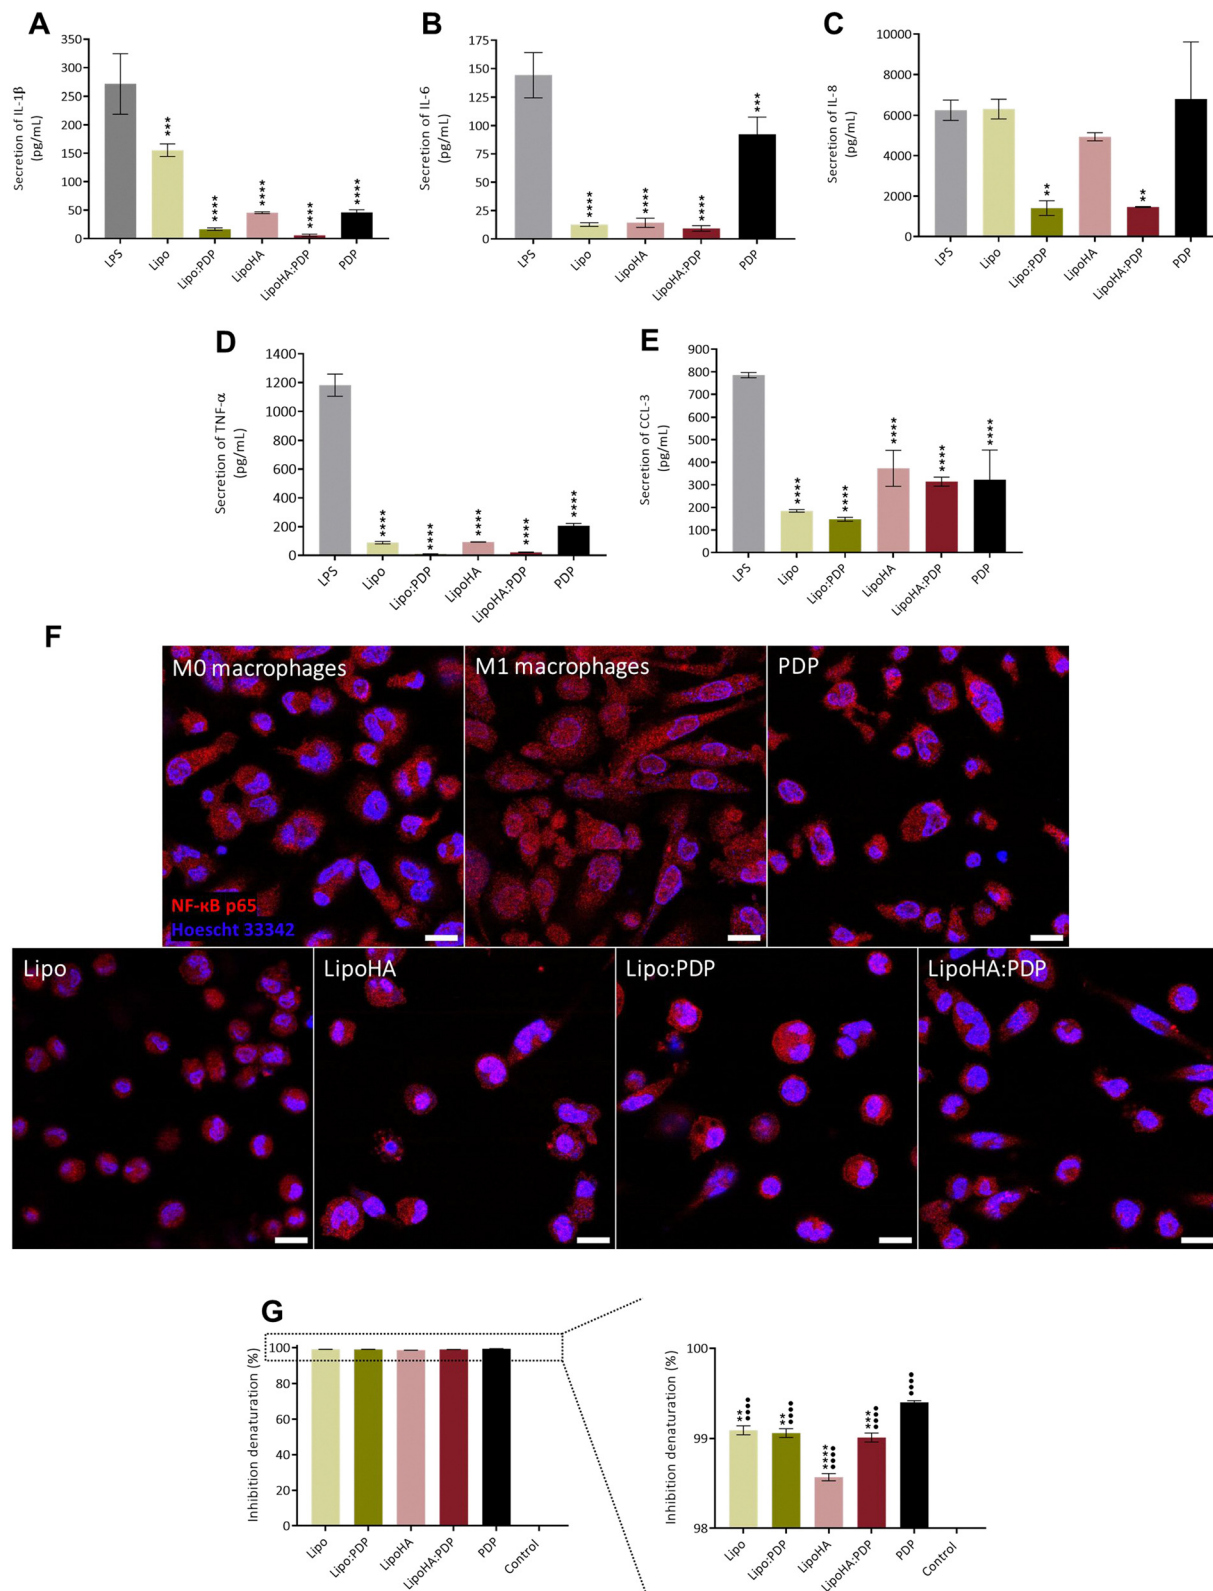 A
Secretion of IL-1β
(pg/mL)
350
300
250
200
150
100
50
0
***
****
****
****
****
LPS
Lipo
Lipo:PDP
LipoHA
LipoHA:PDP
PDP
B
Secretion of IL-6
(pg/mL)
175
150
125
100
75
50
25
0
****
****
****
***
LPS
Lipo
LipoHA
LipoHA:PDP
PDP
C
Secretion of IL-8
(pg/mL)
10000
8000
6000
4000
2000
0
**
**
LPS
Lipo
Lipo:PDP
LipoHA
LipoHA:PDP
PDP
D
Secretion of TNF-α
(pg/mL)
1400
1200
1000
800
600
400
200
0
****
****
****
****
****
LPS
Lipo
Lipo:PDP
LipoHA
LipoHA:PDP
PDP
E
Secretion of CCL-3
(pg/mL)
900
800
700
600
500
400
300
200
100
0
****
****
****
****
****
LPS
Lipo
Lipo:PDP
LipoHA
LipoHA:PDP
PDP
F
M0 macrophages
M1 macrophages
PDP
NF-κB p65
Hoescht 33342
Lipo
LipoHA
Lipo:PDP
LipoHA:PDP
G
Inhibition denaturation (%)
100
80
60
40
20
0
Lipo
Lipo:PDP
LipoHA
LipoHA:PDP
PDP
Control
Inhibition denaturation (%)
100
99
98
**••••
**••••
****••••
***••••
••••
Lipo
Lipo:PDP
LipoHA
LipoHA:PDP
PDP
Control